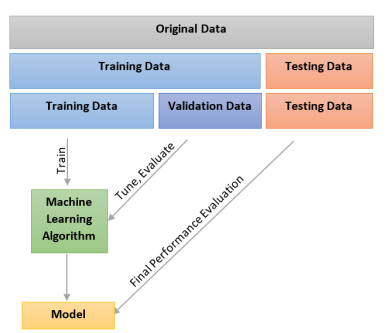 Original Data
Training Data
Testing Data
Training Data
Validation Data
Testing Data
Train
Tune, Evaluate
Final Performance Evaluation
Machine
Learning
Algorithm
Model